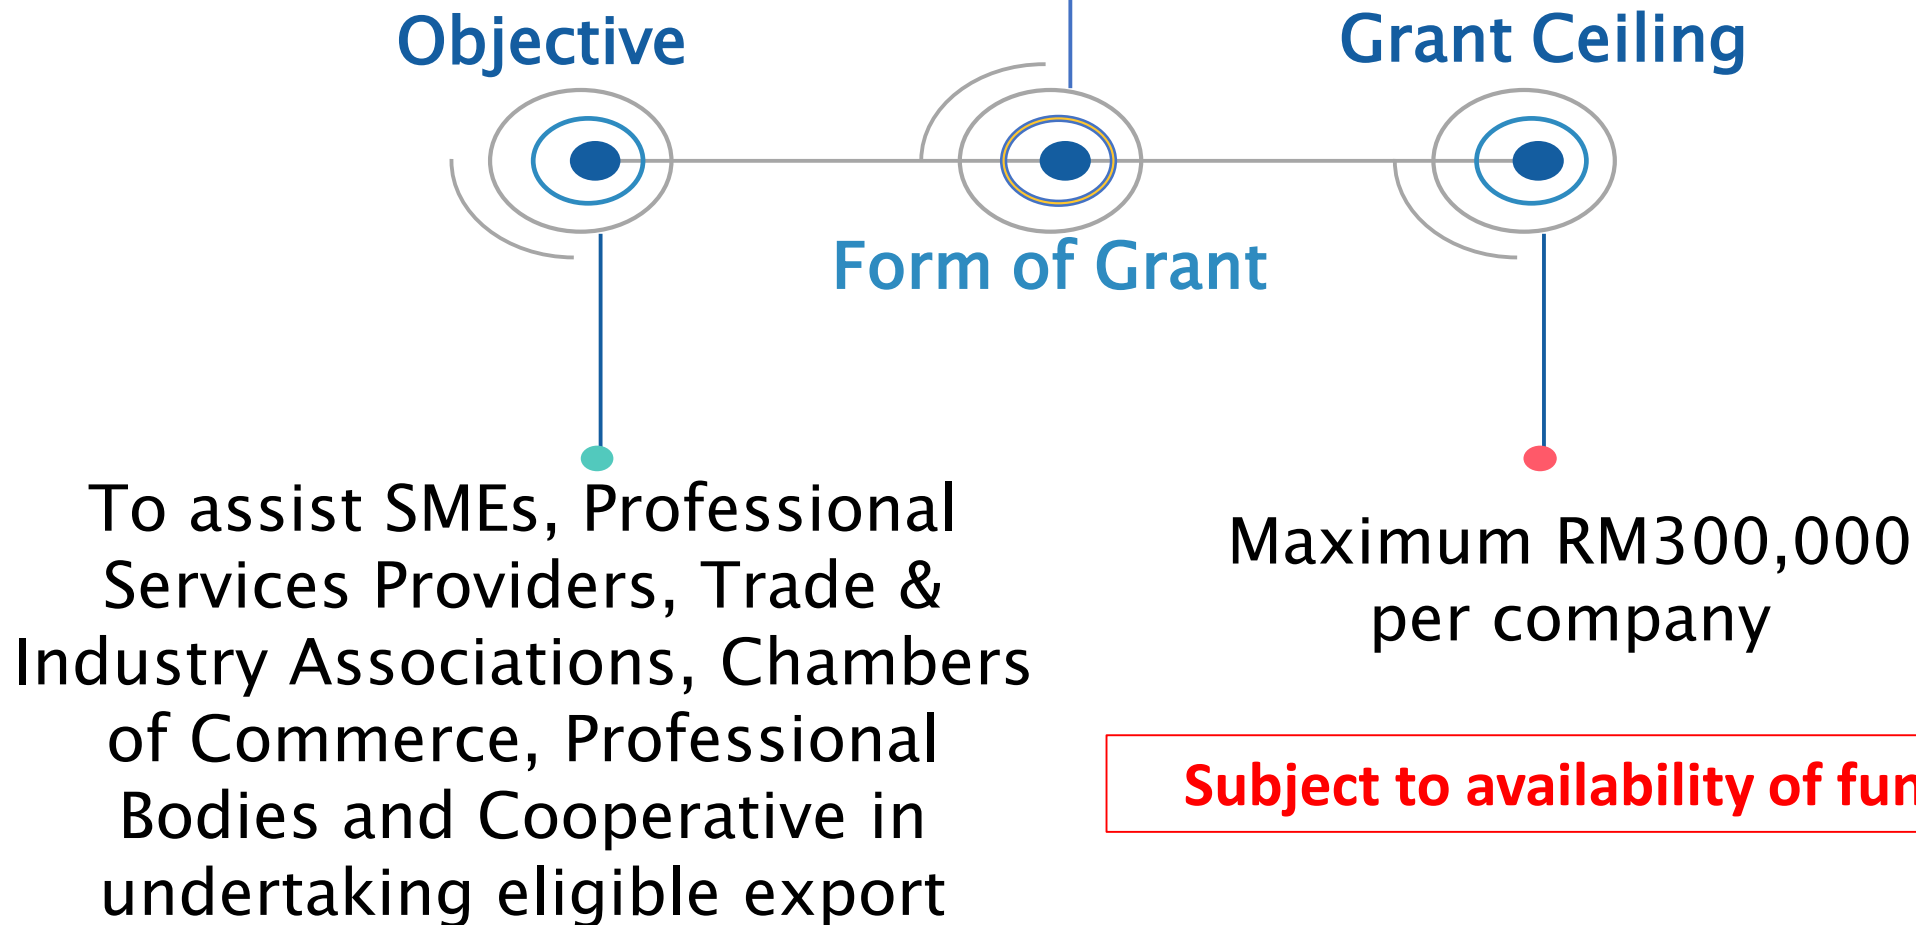 Objective
Grant Ceiling
Form of Grant
To assist SMEs, Professional
Services Providers, Trade &
Industry Associations, Chambers
of Commerce, Professional
Bodies and Cooperative in
undertaking eligible export
Maximum RM300,000
per company
Subject to availability of